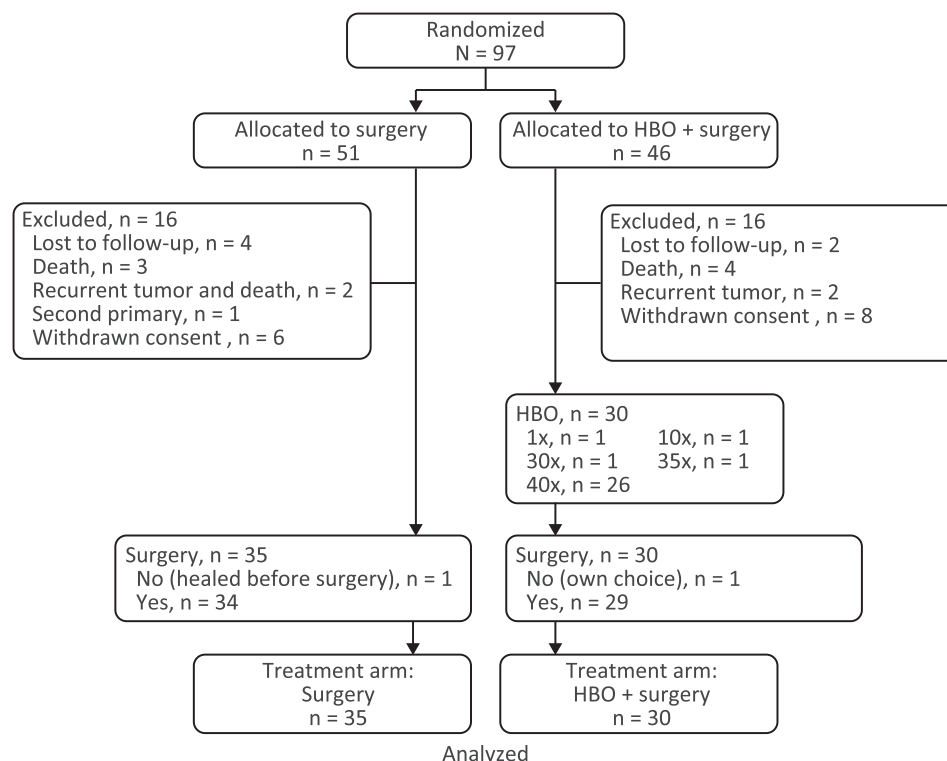 Randomized
N = 97
Allocated to surgery
n = 51
Allocated to HBO + surgery
n = 46
Excluded, n = 16
Lost to follow-up, n = 4
Death, n = 3
Recurrent tumor and death, n = 2
Second primary, n = 1
Withdrawn consent , n = 6
Excluded, n = 16
Lost to follow-up, n = 2
Death, n = 4
Recurrent tumor, n = 2
Withdrawn consent , n = 8
HBO, n = 30
1x, n = 1 10x, n = 1
30x, n = 1 35x, n = 1
40x, n = 26
Surgery, n = 35
No (healed before surgery), n = 1
Yes, n = 34
Surgery, n = 30
No (own choice), n = 1
Yes, n = 29
Treatment arm:
Surgery
n = 35
Treatment arm:
HBO + surgery
n = 30
Analyzed